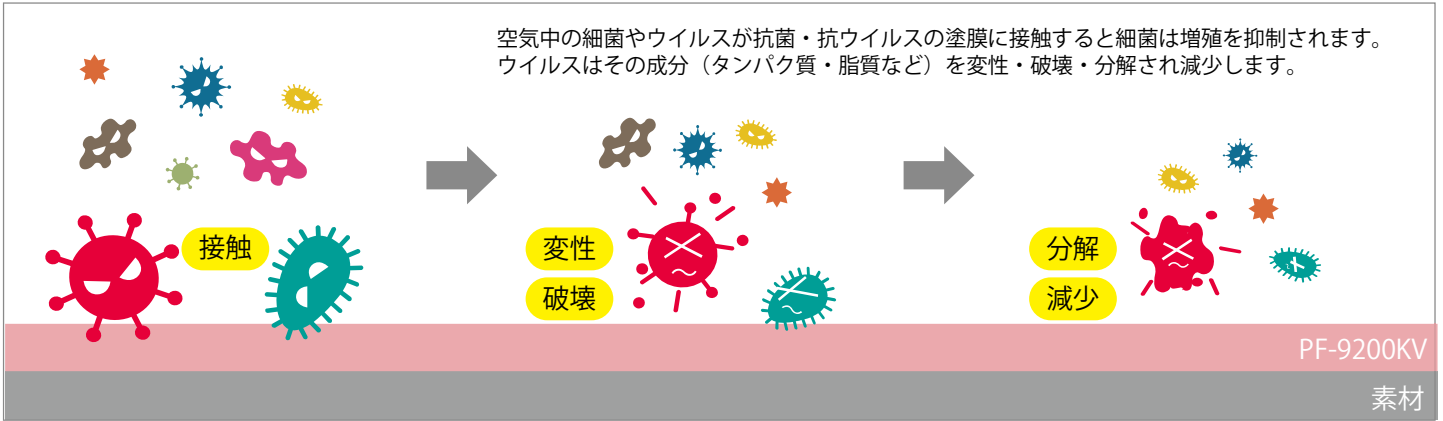 空気中の細菌やウイルスが抗菌・抗ウイルスの塗膜に接触すると細菌は増殖を抑制されます。
ウイルスはその成分（タンパク質・脂質など）を変性・破壊・分解され減少します。
接触
変性
破壊
分解
減少
PF-9200KV
素材